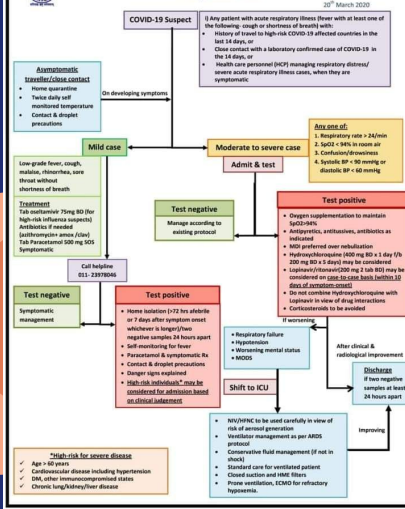 20th March 2020
COVID-19 Suspect
i) Any patient with acute respiratory illness (fever with at least one of
the following- cough or shortness of breath) with:
• History of travel to high-risk COVID-19 affected countries in the
last 14 days, or
• Close contact with a laboratory confirmed case of COVID-19 in
the 14 days, or
• Health care personnel (HCP) managing respiratory distress/
severe acute respiratory illness cases, when they are
symptomatic
Asymptomatic
traveller/close contact
• Home quarantine
• Twice daily self
monitored temperature
• Contact & droplet
precautions
On developing symptoms
Mild case
Low-grade fever, cough,
malaise, rhinorrhea, sore
throat without
shortness of breath
Treatment
Tab oseltamivir 75mg BD (for
high-risk influenza suspects)
Antibiotics if needed
(azithromycin+ amox /clav)
Tab Paracetamol 500 mg SOS
Symptomatic
Moderate to severe case
Admit & test
Any one of:
1. Respiratory rate > 24/min
2. SpO2 < 94% in room air
3. Confusion/drowsiness
4. Systolic BP < 90 mmHg or
diastolic BP < 60 mmHg
Test negative
Manage according to
existing protocol
Test positive
• Oxygen supplementation to maintain
SpO2>94%
• Antipyretics, antitussives, antibiotics as
indicated
• MDI preferred over nebulisation
• Hydroxychloroquine (400 mg BD x 1 day f/b
200 mg BD x 5 days) may be considered
• Lopinavir/ritonavir(200 mg 2 tab BD) may be
considered on case-to-case basis (within 10
days of symptom-onset)
• Do not combine Hydroxychloroquine with
Lopinavir in view of drug interactions
• Corticosteroids to be avoided
Call helpline
011- 23978046
Test negative
Symptomatic
management
Test positive
• Home isolation (>72 hrs afebrile
or 7 days after symptom onset
whichever is longer)/two
negative samples 24 hours apart
• Self-monitoring for fever
• Paracetamol & symptomatic Rx
• Contact & droplet precautions
• Danger signs explained
• High-risk individuals* may be
considered for admission based
on clinical judgement
If worsening
• Respiratory failure
• Hypotension
• Worsening mental status
• MODS
After clinical &
radiological improvement
Discharge
If two negative
samples at least
24 hours apart
Shift to ICU
Improving
• NIV/HFNC to be used carefully in view of
risk of aerosol generation
• Ventilator management as per ARDS
protocol
• Conservative fluid management (if not in
shock)
• Standard care for ventilated patient
• Closed suction and HME filters
• Prone ventilation, ECMO for refractory
hypoxemia.
*High-risk for severe disease
✓ Age > 60 years
✓ Cardiovascular disease including hypertension
✓ DM, other immunocompromised states
✓ Chronic lung/kidney/liver disease